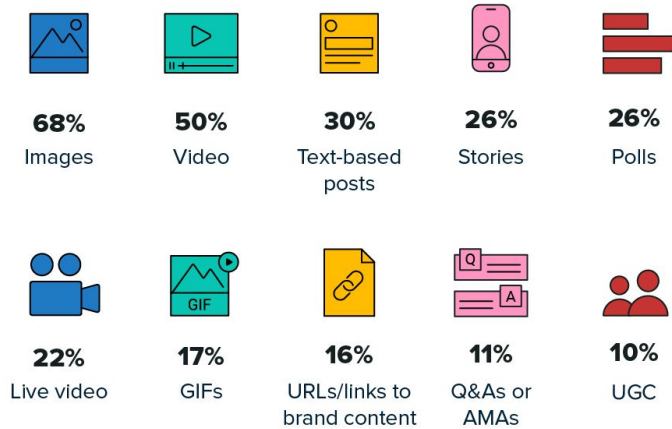 68% 50% 30% 26% 26%
Images Video Text-based posts Stories Polls
GIF Q A
22% 17% 16% 11% 10%
Live video GIFs URLs/links to brand content Q&As or AMAs UGC